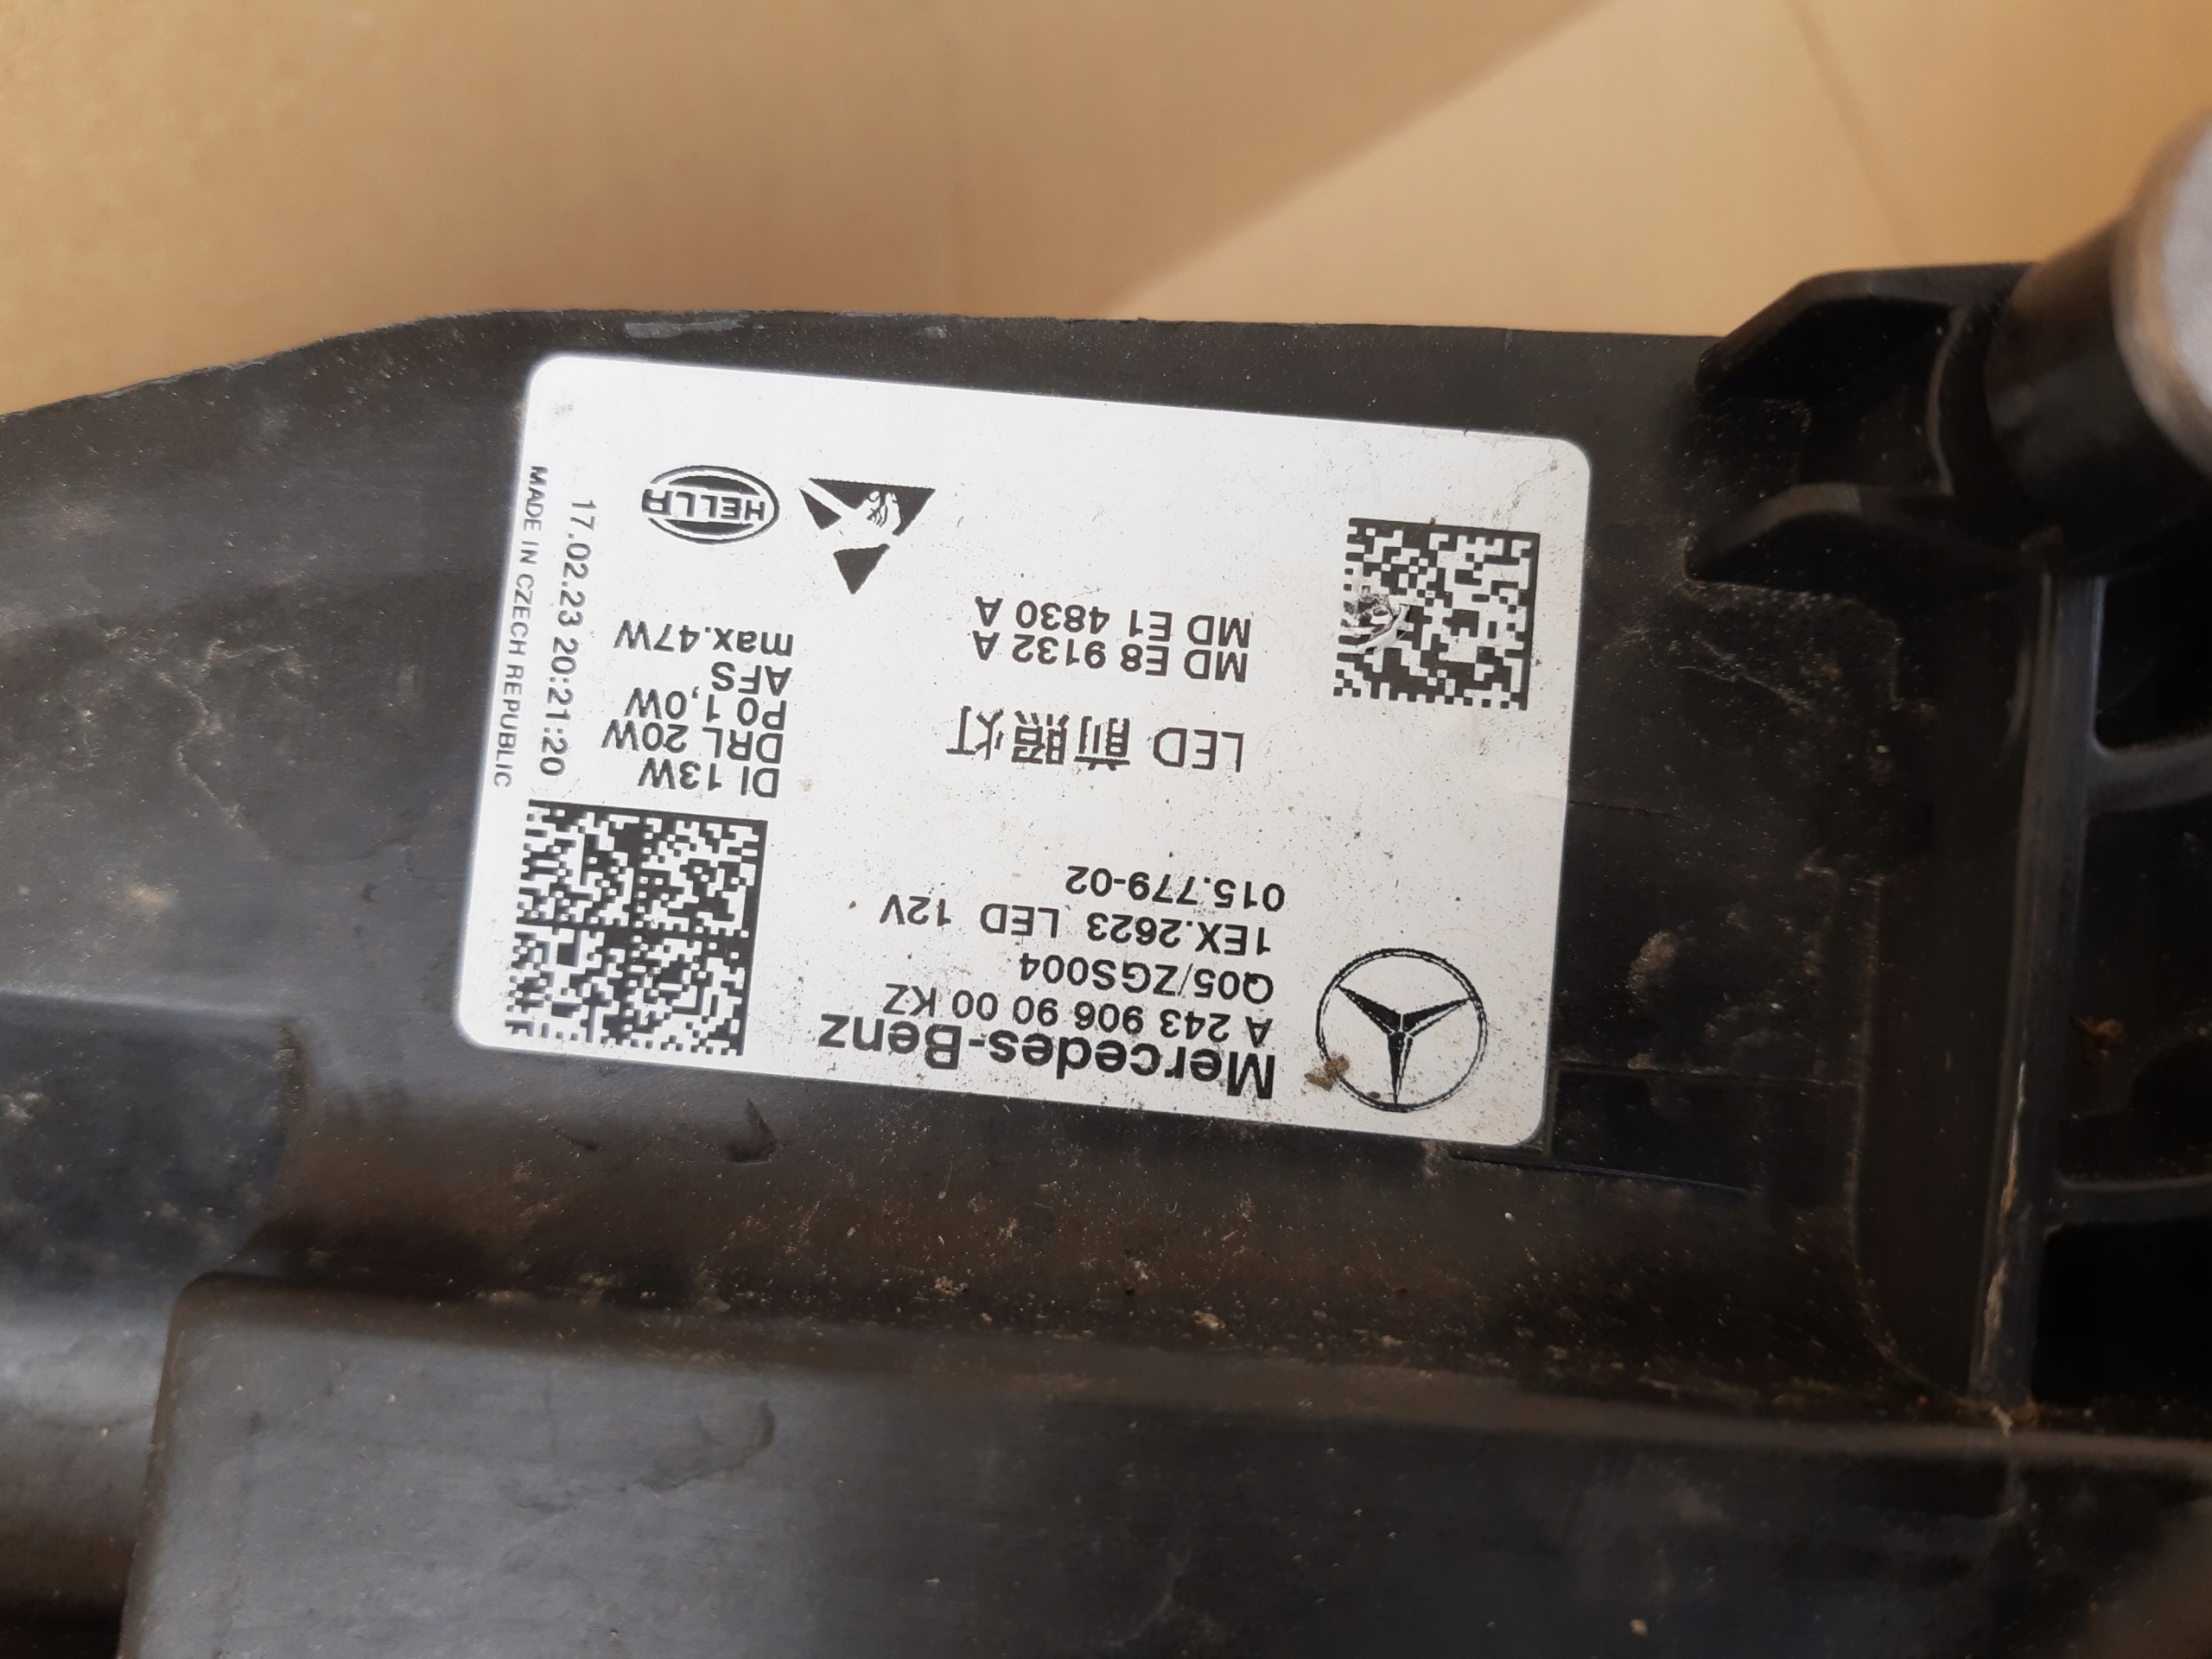 Mercedes-Benz
A 243 906 90 00 KZ
Q05/ZGS004
1EX.2623 LED 12V
015.779-02
LED 前照灯
MD E8 9132 A
MD E1 4830 A
DI 13W
DRL 20W
PO 1,0W
AFS
max.47W
HELLA
17.02.23 20:21:20
MADE IN CZECH REPUBLIC